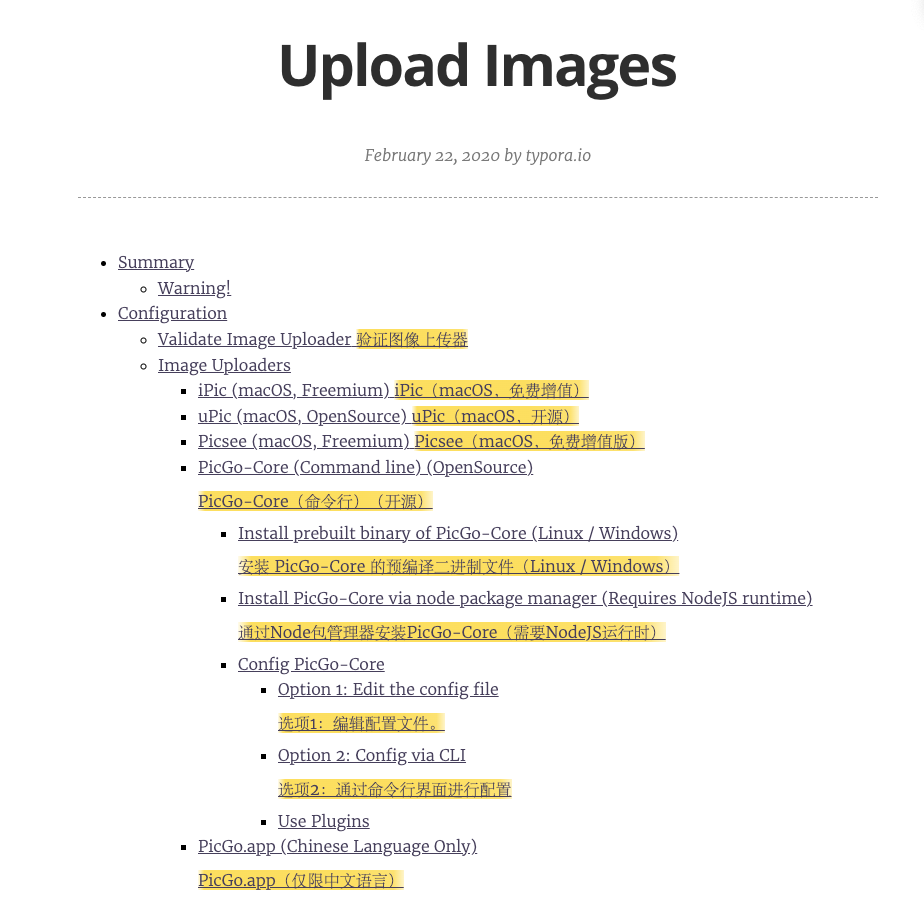 Upload Images
February 22, 2020 by typora.io
Summary
Warning!
Configuration
Validate Image Uploader 验证图像上传器
Image Uploaders
iPic (macOS, Freemium) iPic（macOS，免费增值）
uPic (macOS, OpenSource) uPic（macOS，开源）
Picsee (macOS, Freemium) Picsee（macOS，免费增值版）
PicGo-Core (Command line) (OpenSource)
PicGo-Core（命令行）（开源）
Install prebuilt binary of PicGo-Core (Linux / Windows)
安装 PicGo-Core 的预编译二进制文件（Linux / Windows）
Install PicGo-Core via node package manager (Requires NodeJS runtime)
通过Node包管理器安装PicGo-Core（需要NodeJS运行时）
Config PicGo-Core
Option 1: Edit the config file
选项1：编辑配置文件。
Option 2: Config via CLI
选项2：通过命令行界面进行配置
Use Plugins
PicGo.app (Chinese Language Only)
PicGo.app（仅限中文语言）